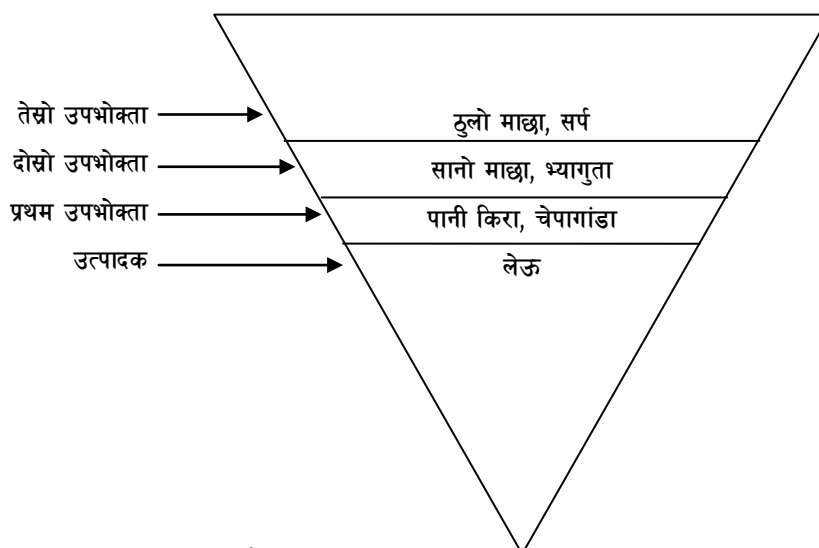 तेस्रो उपभोक्ता
ठुलो माछा, सर्प
दोस्रो उपभोक्ता
सानो माछा, भ्यागुता
प्रथम उपभोक्ता
पानी किरा, चेपागांडा
उत्पादक
लेऊ